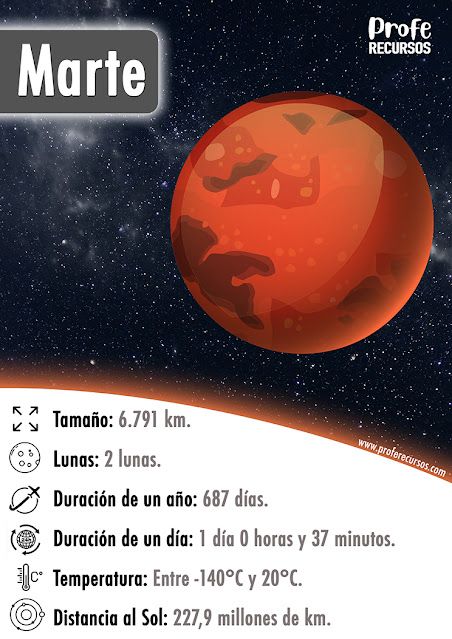 Profe
RECURSOS
Marte
www.proferecursos.com
Tamaño: 6.791 km.
Lunas: 2 lunas.
Duración de un año: 687 días.
Duración de un día: 1 día 0 horas y 37 minutos.
C° Temperatura: Entre -140°C y 20°C.
Distancia al Sol: 227,9 millones de km.